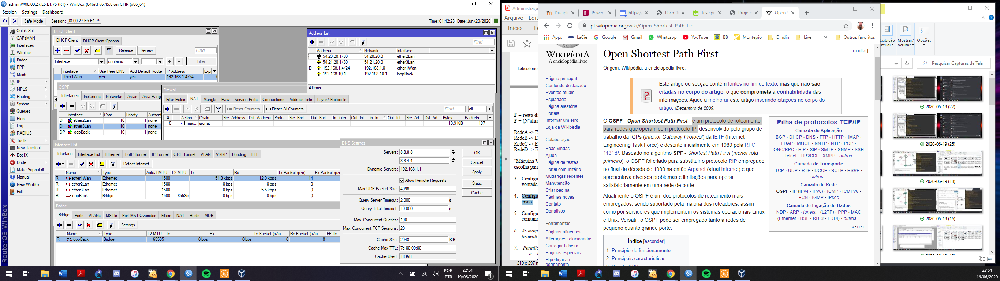 admin@08:00:27:E5:E1:75 (R1) - WinBox (64bit) v6.45.8 on CHR (x86_64)
Session Settings Dashboard
Safe Mode Session: 08:00:27:E5:E1:75 Time: 01:42:23 Date: Jun/20/2020
Quick Set
CAPsMAN
Interfaces
Wireless
Bridge
PPP
Mesh
IP
MPLS
Routing
System
Queues
Files
Log
RADIUS
Tools
New Terminal
Dot1X
Dude
Make Supout.rif
Manual
New WinBox
Exit
RouterOS WinBox
DHCP Client
DHCP Client DHCP Client Options
Release Renew Find
Interface contains Filter
Interface Use Peer DNS Add Default Route IP Address Expi
ether1Wan yes yes 192.168.1.4/24
OSPF
Interfaces Instances Networks Areas Area Range
Interface Cost Priority Authent
D ether2Lan 10 1 none
D ether3Lan 10 1 none
DP loopBack 10 1 none
Address List
Find
Address Network Interface
54.20.20.1/30 54.20.20.0 ether2Lan
54.21.20.1/30 54.21.20.0 ether3Lan
D 192.168.1.4/24 192.168.1.0 ether1Wan
192.168.10.1 192.168.10.1 loopBack
4 items
Firewall
Filter Rules NAT Mangle Raw Service Ports Connections Address Lists Layer7 Protocols
00 Reset Counters 00 Reset All Counters Find all
# Action Chain Src. Address Dst. Address Proto... Src. Port Dst. Port In. Inter... Out. Int... In. In... Out. Int... Src. Ad... Dst. Ad... Bytes Packets
0 mas... srcnat 10.9 KiB 187
Interface List
Interface Interface List Ethernet EoIP Tunnel IP Tunnel GRE Tunnel VLAN VRRP Bonding LTE
Detect Internet
Name Type Actual MTU L2 MTU Tx Rx Tx Packet (p/s) Rx Packet (p/s
R ether1Wan Ethernet 1500 51.3 kbps 12.0 kbps 14
R ether2Lan Ethernet 1500 0 bps 0 bps 0
R ether3Lan Ethernet 1500 0 bps 5.5 kbps 0
R loopBack Bridge 1500 65535 0 bps 0 bps 0
Bridge
Bridge Ports VLANs MSTIs Port MST Overrides Filters NAT Hosts MDB
Settings
Name Type L2 MTU Tx Rx Tx Packet (p/s) Rx Packet (p/s) FP Tx
R loopBack Bridge 65535 0 bps 0 bps 0 0
DNS Settings
Servers: 8.8.8.8
8.8.4.4
Dynamic Servers: 192.168.1.1
Allow Remote Requests
Max UDP Packet Size: 4096
Query Server Timeout: 2.000 s
Query Total Timeout: 10.000 s
Max. Concurrent Queries: 100
Max. Concurrent TCP Sessions: 20
Cache Size: 2048 KiB
Cache Max TTL: 7d 00:00:00
Cache Used: 18 KiB
OK
Cancel
Apply
Static
Cache
POR
PTB
22:54
19/06/2020
Administraçã
Arquivo Edit
Início Fe
Laboratório
F = resto da
F = (Nºalun
RedeA -> Es
RedeB -> Es
RedeC -> Es
RedeD -> Es
"Máquina V
escolha para
3. Configu
vontade.
4. Configu
cisco.
5. Configu
comunic
6. As máqu
firewall
7. Permita
a. I
210 x 297 m
Discipl Power https:/ Pacotã tese.pc Projeto Open S
pt.wikipedia.org/wiki/Open_Shortest_Path_First
Apps LaCie Google Gmail Whatsapp YouTube BB Montepio Dindin Live » Outros favoritos
WIKIPÉDIA
A enciclopédia livre
Página principal
Conteúdo destacado
Eventos atuais
Esplanada
Página aleatória
Portais
Informar um erro
Loja da Wikipédia
Colaboração
Boas-vindas
Ajuda
Página de testes
Portal comunitário
Mudanças recentes
Manutenção
Criar página
Páginas novas
Contato
Donativos
Ferramentas
Páginas afluentes
Alterações relacionadas
Carregar ficheiro
Páginas especiais
Hiperligação
permanente
Open Shortest Path First
[ocultar]
Origem: Wikipédia, a enciclopédia livre.
Este artigo ou secção contém fontes no fim do texto, mas que não são
citadas no corpo do artigo, o que compromete a confiabilidade das
informações. Ajude a melhorar este artigo inserindo citações no corpo do
artigo. (Dezembro de 2009)
O OSPF - Open Shortest Path First - é um protocolo de roteamento
para redes que operam com protocolo IP; desenvolvido pelo grupo de
trabalho da IGPs (Interior Gateway Protocol) da IETF (Internet
Engineering Task Force) e descrito inicialmente em 1989 pela RFC
1131. Baseado no algoritmo SPF - Shortest Path First (menor rota
primeiro), o OSPF foi criado para substituir o protocolo RIP empregado
no final da década de 1980 na então Arpanet (atual Internet) e que
apresentava diversos problemas e limitações para operar
satisfatoriamente em uma rede de porte.
Atualmente o OSPF é um dos protocolos de roteamento mais
empregados, sendo suportado pela maioria dos roteadores, assim
como por servidores que implementem os sistemas operacionais Linux
e Unix. Versátil, o OSPF pode ser empregado tanto a redes de
pequeno quanto grande porte.
Índice [esconder]
1 Princípio de funcionamento
2 Principais características
Pilha de protocolos TCP/IP
Camada de Aplicação
BGP · DHCP · DNS · FTP · HTTP · IMAP ·
LDAP · MGCP · NNTP · NTP · POP ·
ONC/RPC · RIP · SIP · SMTP · SNMP · SSH
· Telnet · TLS/SSL · XMPP · outros...
Camada de Transporte
TCP · UDP · RTP · DCCP · SCTP · RSVP ·
outros...
Camada de Rede
OSPF · IP (IPv4 · IPv6) · ICMP · ICMPv6 ·
ECN · IGMP · IPsec
Camada de Ligação de Dados
NDP · ARP · túneis... (L2TP) · PPP · MAC
(Ethernet · DSL · RDIS · FDDI) · outros...
V · D · E
Exibição
atual
Mostrar/
ocultar
Opções
Pesquisar Capturas de Tela
2020-06-19 (27)
2020-06-19 (25)
2020-06-19 (18)
2020-06-19 (16)
22:54
19/06/2020